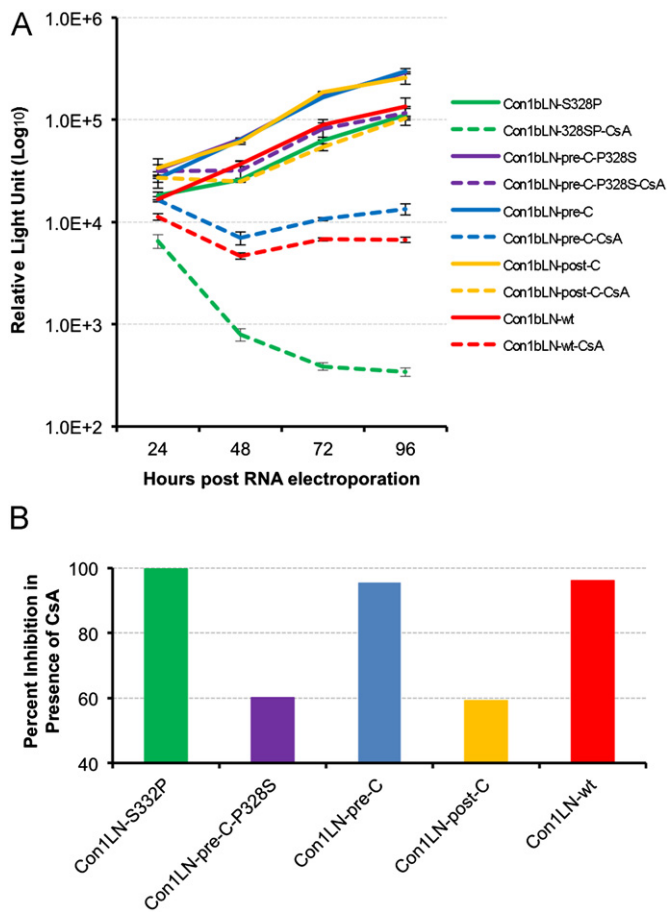 A
1.0E+6
1.0E+5
1.0E+4
1.0E+3
1.0E+2
Relative Light Unit (Log10)
24 48 72 96
Hours post RNA electroporation
Con1bLN-S328P
Con1bLN-328SP-CsA
Con1bLN-pre-C-P328S
Con1bLN-pre-C-P328S-CsA
Con1bLN-pre-C
Con1bLN-pre-C-CsA
Con1bLN-post-C
Con1bLN-post-C-CsA
Con1bLN-wt
Con1bLN-wt-CsA
B
100
80
60
40
Percent Inhibition in
Presence of CsA
Con1LN-S332P
Con1LN-pre-C-P328S
Con1LN-pre-C
Con1LN-post-C
Con1LN-wt